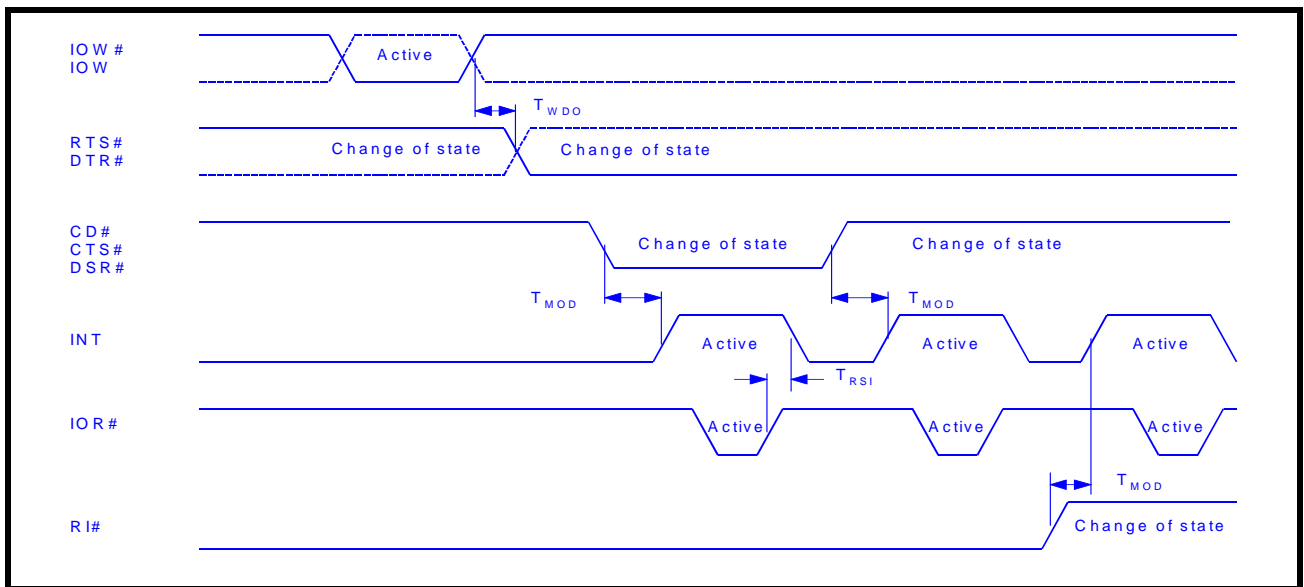 IOW#
IOW
Active
TWDO
RTS#
DTR#
Change of state
Change of state
CD#
CTS#
DSR#
Change of state
Change of state
TMOD
TMOD
INT
Active
Active
Active
TRSI
IOR#
Active
Active
Active
TMOD
RI#
Change of state